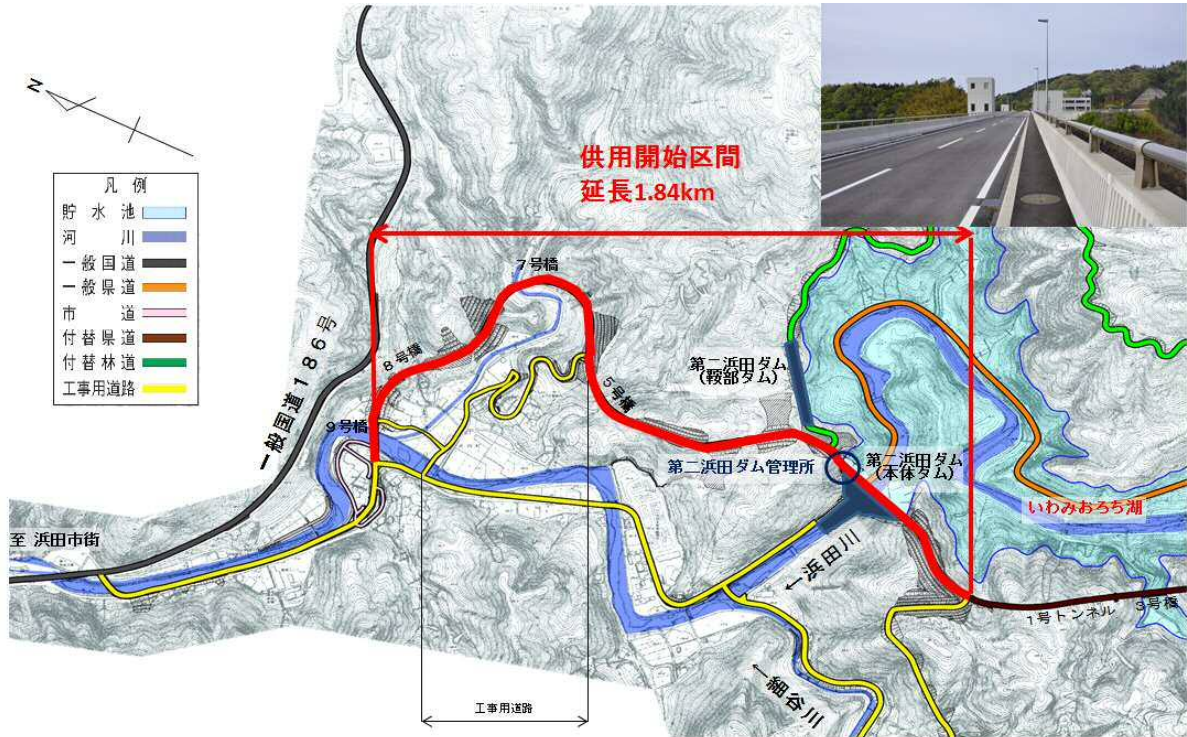 N
凡例
貯水池
河川
一般国道
一般県道
市道
付替県道
付替林道
工事用道路
供用開始区間
延長1.84km
一般国道186号
7号橋
8号橋
9号橋
5号橋
第二浜田ダム
(鞍部ダム)
第二浜田ダム管理所
第二浜田ダム
(本体ダム)
いわみおろち湖
至 浜田市街
←浜田川
1号トンネル
3号橋
←細谷川
工事用道路